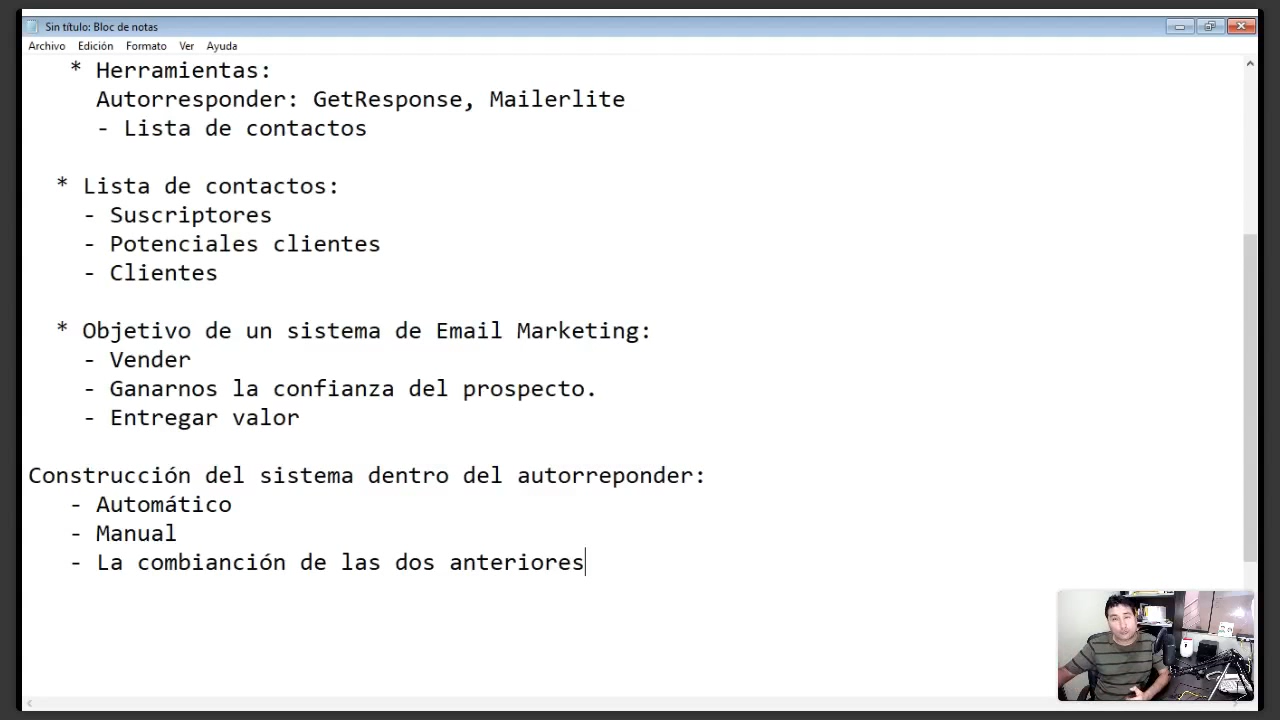 Sin título: Bloc de notas
Archivo Edición Formato Ver Ayuda
* Herramientas:
Autorresponder: GetResponse, Mailerlite
- Lista de contactos
* Lista de contactos:
- Suscriptores
- Potenciales clientes
- Clientes
* Objetivo de un sistema de Email Marketing:
- Vender
- Ganarnos la confianza del prospecto.
- Entregar valor
Construcción del sistema dentro del autorreponder:
- Automático
- Manual
- La combianción de las dos anteriores